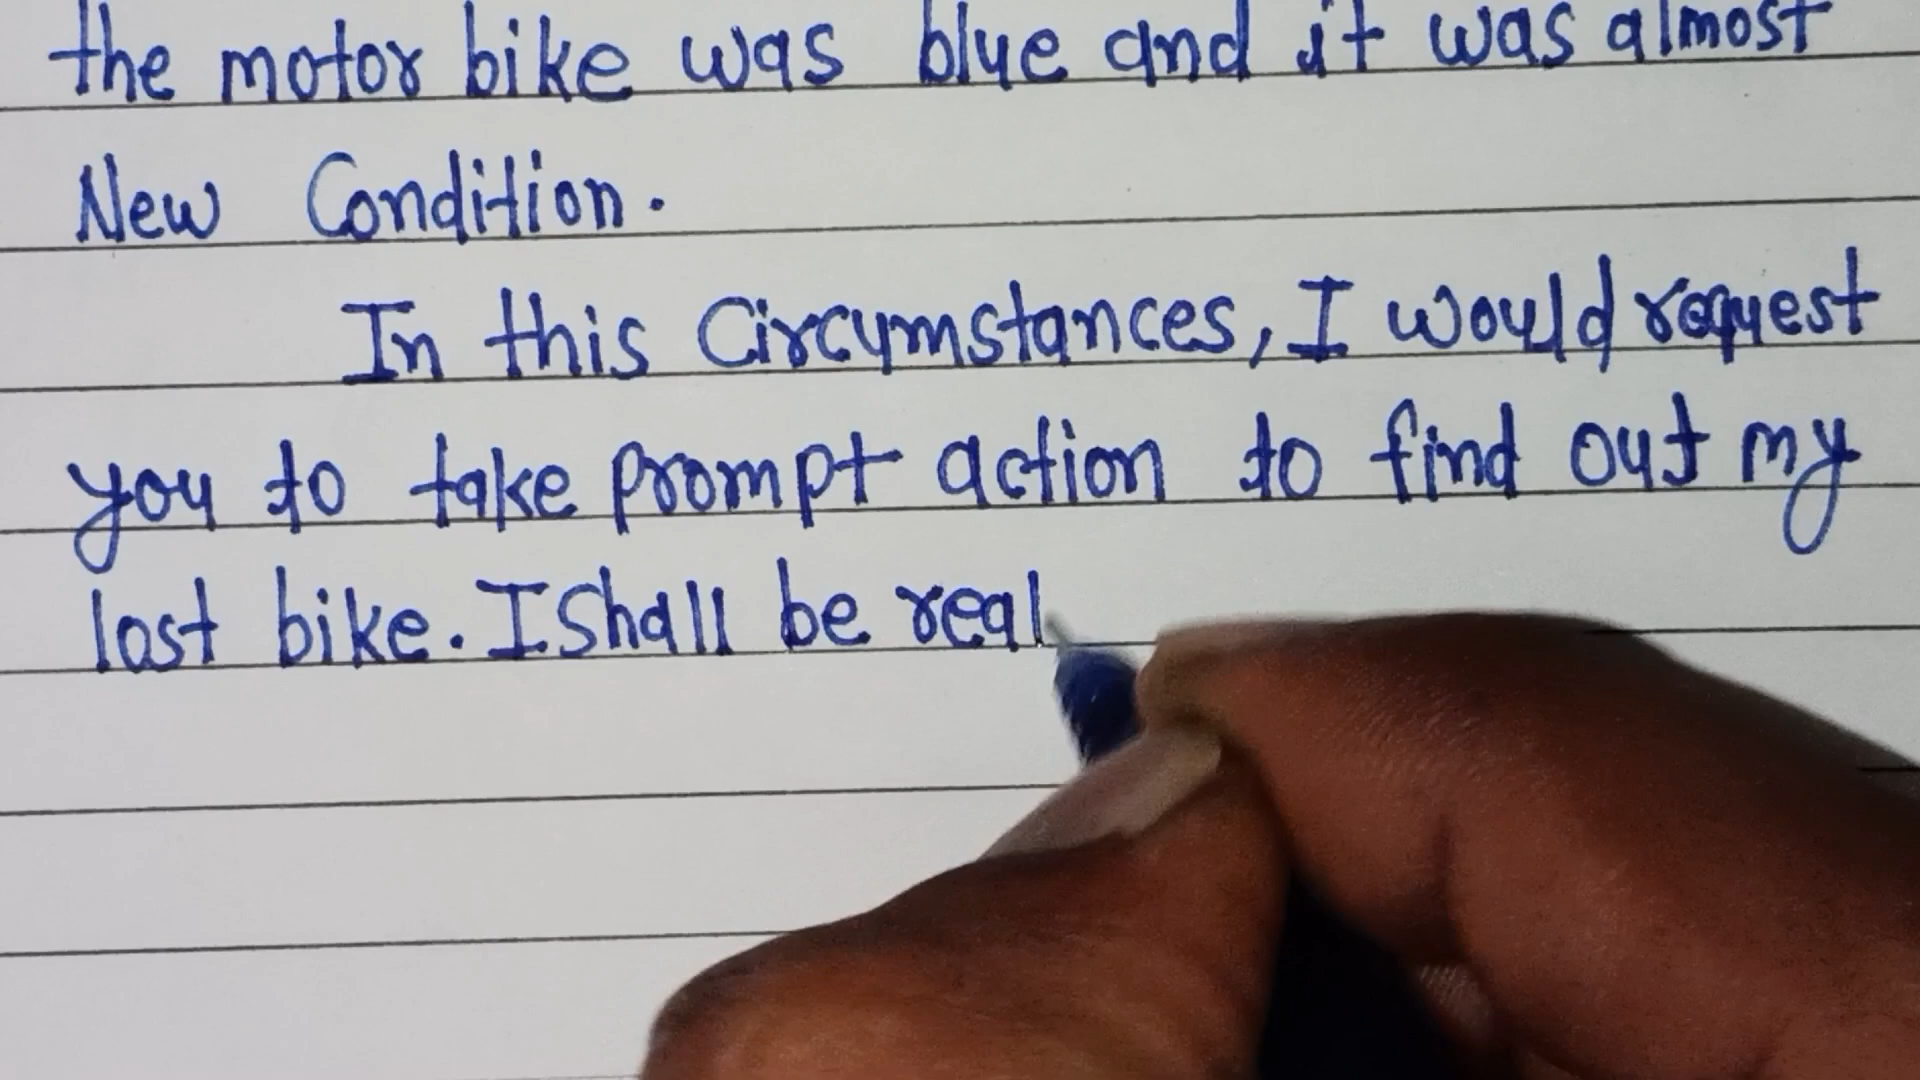 the motor bike was blue and it was almost
New Condition.
In this Circumstances, I would request
you to take prompt action to find out my
lost bike. I Shall be real